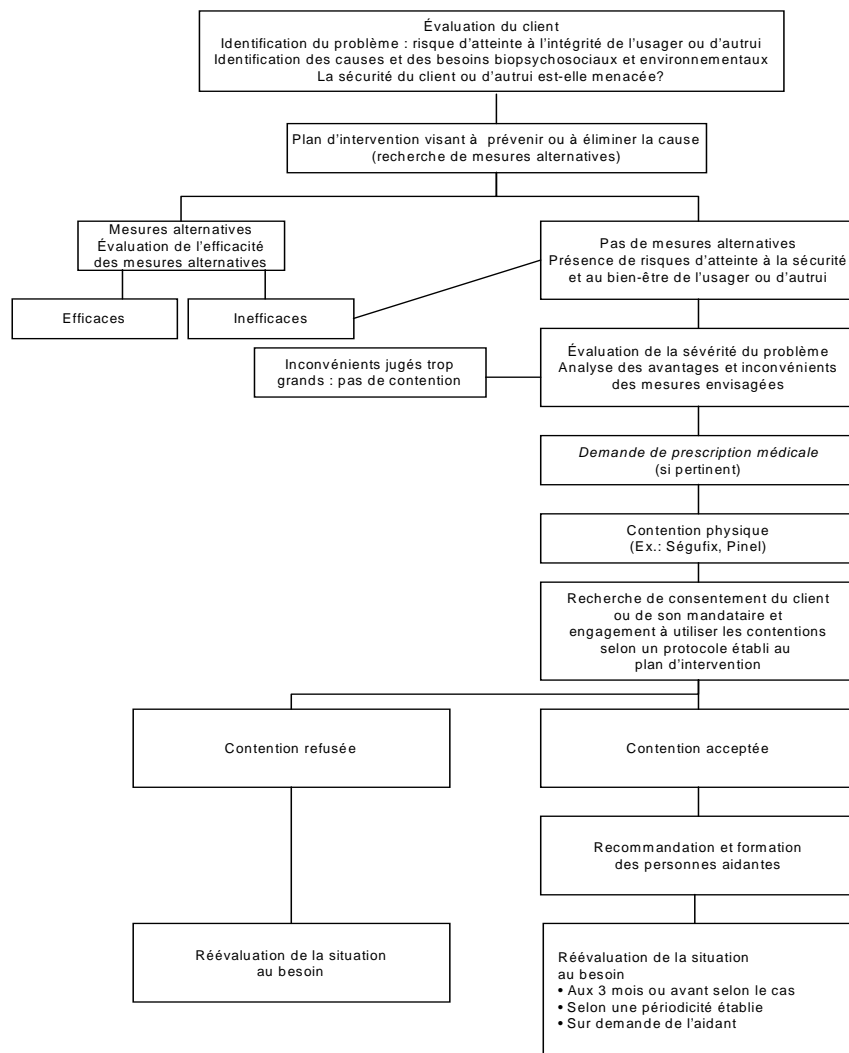 Évaluation du client
Identification du problème : risque d'atteinte à l'intégrité de l'usager ou d'autrui
Identification des causes et des besoins biopsychosociaux et environnementaux
La sécurité du client ou d'autrui est-elle menacée?
Plan d'intervention visant à prévenir ou à éliminer la cause
(recherche de mesures alternatives)
Mesures alternatives
Évaluation de l'efficacité
des mesures alternatives
Pas de mesures alternatives
Présence de risques d'atteinte à la sécurité
et au bien-être de l'usager ou d'autrui
Efficaces
Inefficaces
Inconvénients jugés trop
grands : pas de contention
Évaluation de la sévérité du problème
Analyse des avantages et inconvénients
des mesures envisagées
Demande de prescription médicale
(si pertinent)
Contention physique
(Ex.: Ségufix, Pinel)
Recherche de consentement du client
ou de son mandataire et
engagement à utiliser les contentions
selon un protocole établi au
plan d'intervention
Contention refusée
Contention acceptée
Recommandation et formation
des personnes aidantes
Réévaluation de la situation
au besoin
Réévaluation de la situation
au besoin
• Aux 3 mois ou avant selon le cas
• Selon une périodicité établie
• Sur demande de l'aidant